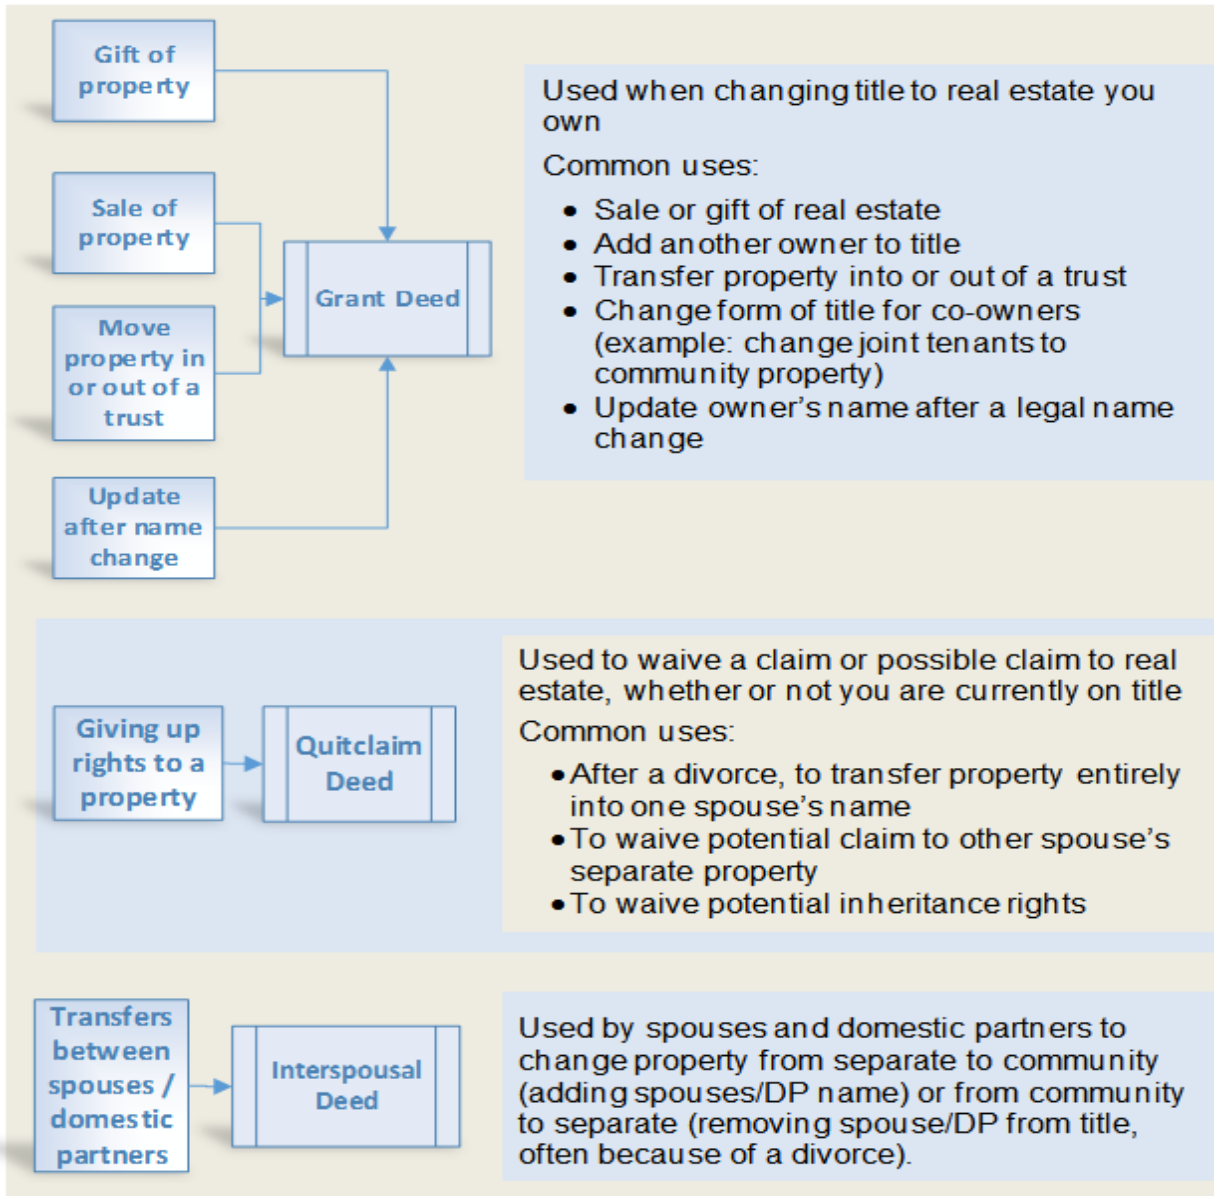 Gift of
property
Sale of
property
Move
property in
or out of a
trust
Update
after name
change
Grant Deed
Used when changing title to real estate you
own
Common uses:
• Sale or gift of real estate
• Add another owner to title
• Transfer property into or out of a trust
• Change form of title for co-owners
(example: change joint tenants to
community property)
• Update owner's name after a legal name
change
Giving up
rights to a
property
Quitclaim
Deed
Used to waive a claim or possible claim to real
estate, whether or not you are currently on title
Common uses:
• After a divorce, to transfer property entirely
into one spouse's name
• To waive potential claim to other spouse's
separate property
• To waive potential inheritance rights
Transfers
between
spouses /
domestic
partners
Interspousal
Deed
Used by spouses and domestic partners to
change property from separate to community
(adding spouses/DP name) or from community
to separate (removing spouse/DP from title,
often because of a divorce).